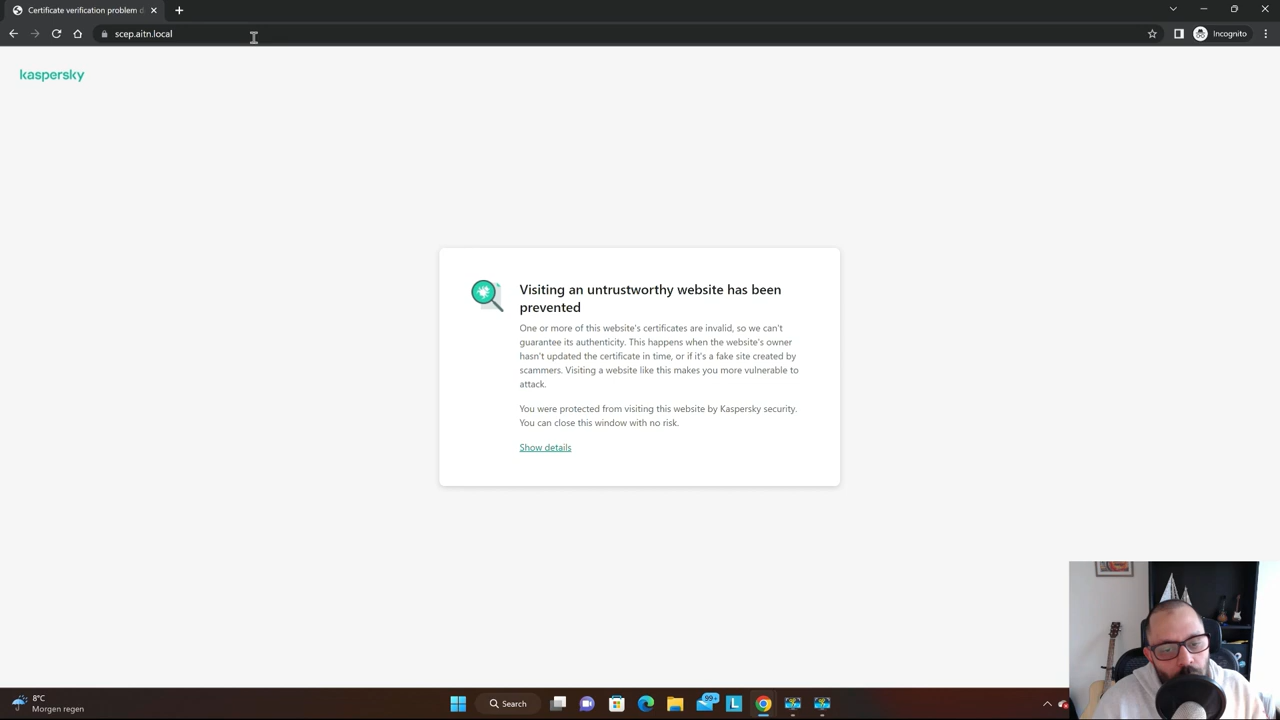 Certificate verification problem d
scep.aitn.local
Incognito
kaspersky
Visiting an untrustworthy website has been
prevented
One or more of this website's certificates are invalid, so we can't
guarantee its authenticity. This happens when the website's owner
hasn't updated the certificate in time, or if it's a fake site created by
scammers. Visiting a website like this makes you more vulnerable to
attack.
You were protected from visiting this website by Kaspersky security.
You can close this window with no risk.
Show details
8°C
Morgen regen
Search
99+
L